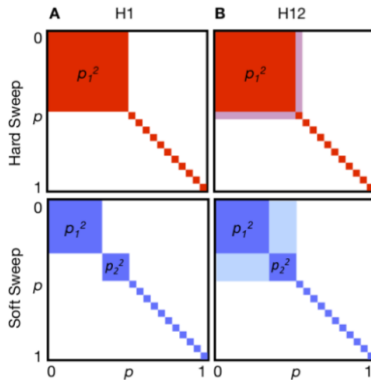 A H1
B H12
Hard Sweep
0
p
1
p₁²
p₁²
Soft Sweep
0
p
1
p₁²
p₂²
p₁²
p₂²
0 p 1
0 p 1